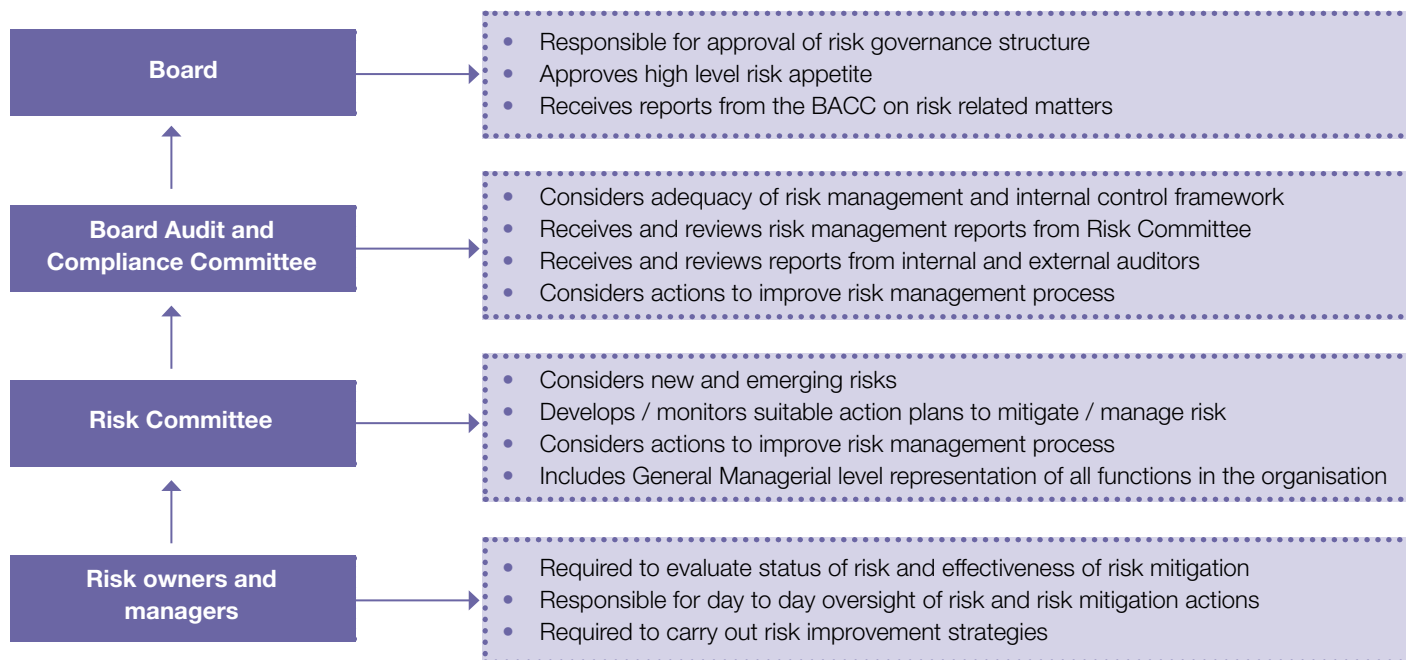 Board
• Responsible for approval of risk governance structure
• Approves high level risk appetite
• Receives reports from the BACC on risk related matters
Board Audit and
Compliance Committee
• Considers adequacy of risk management and internal control framework
• Receives and reviews risk management reports from Risk Committee
• Receives and reviews reports from internal and external auditors
• Considers actions to improve risk management process
Risk Committee
• Considers new and emerging risks
• Develops / monitors suitable action plans to mitigate / manage risk
• Considers actions to improve risk management process
• Includes General Managerial level representation of all functions in the organisation
Risk owners and
managers
• Required to evaluate status of risk and effectiveness of risk mitigation
• Responsible for day to day oversight of risk and risk mitigation actions
• Required to carry out risk improvement strategies